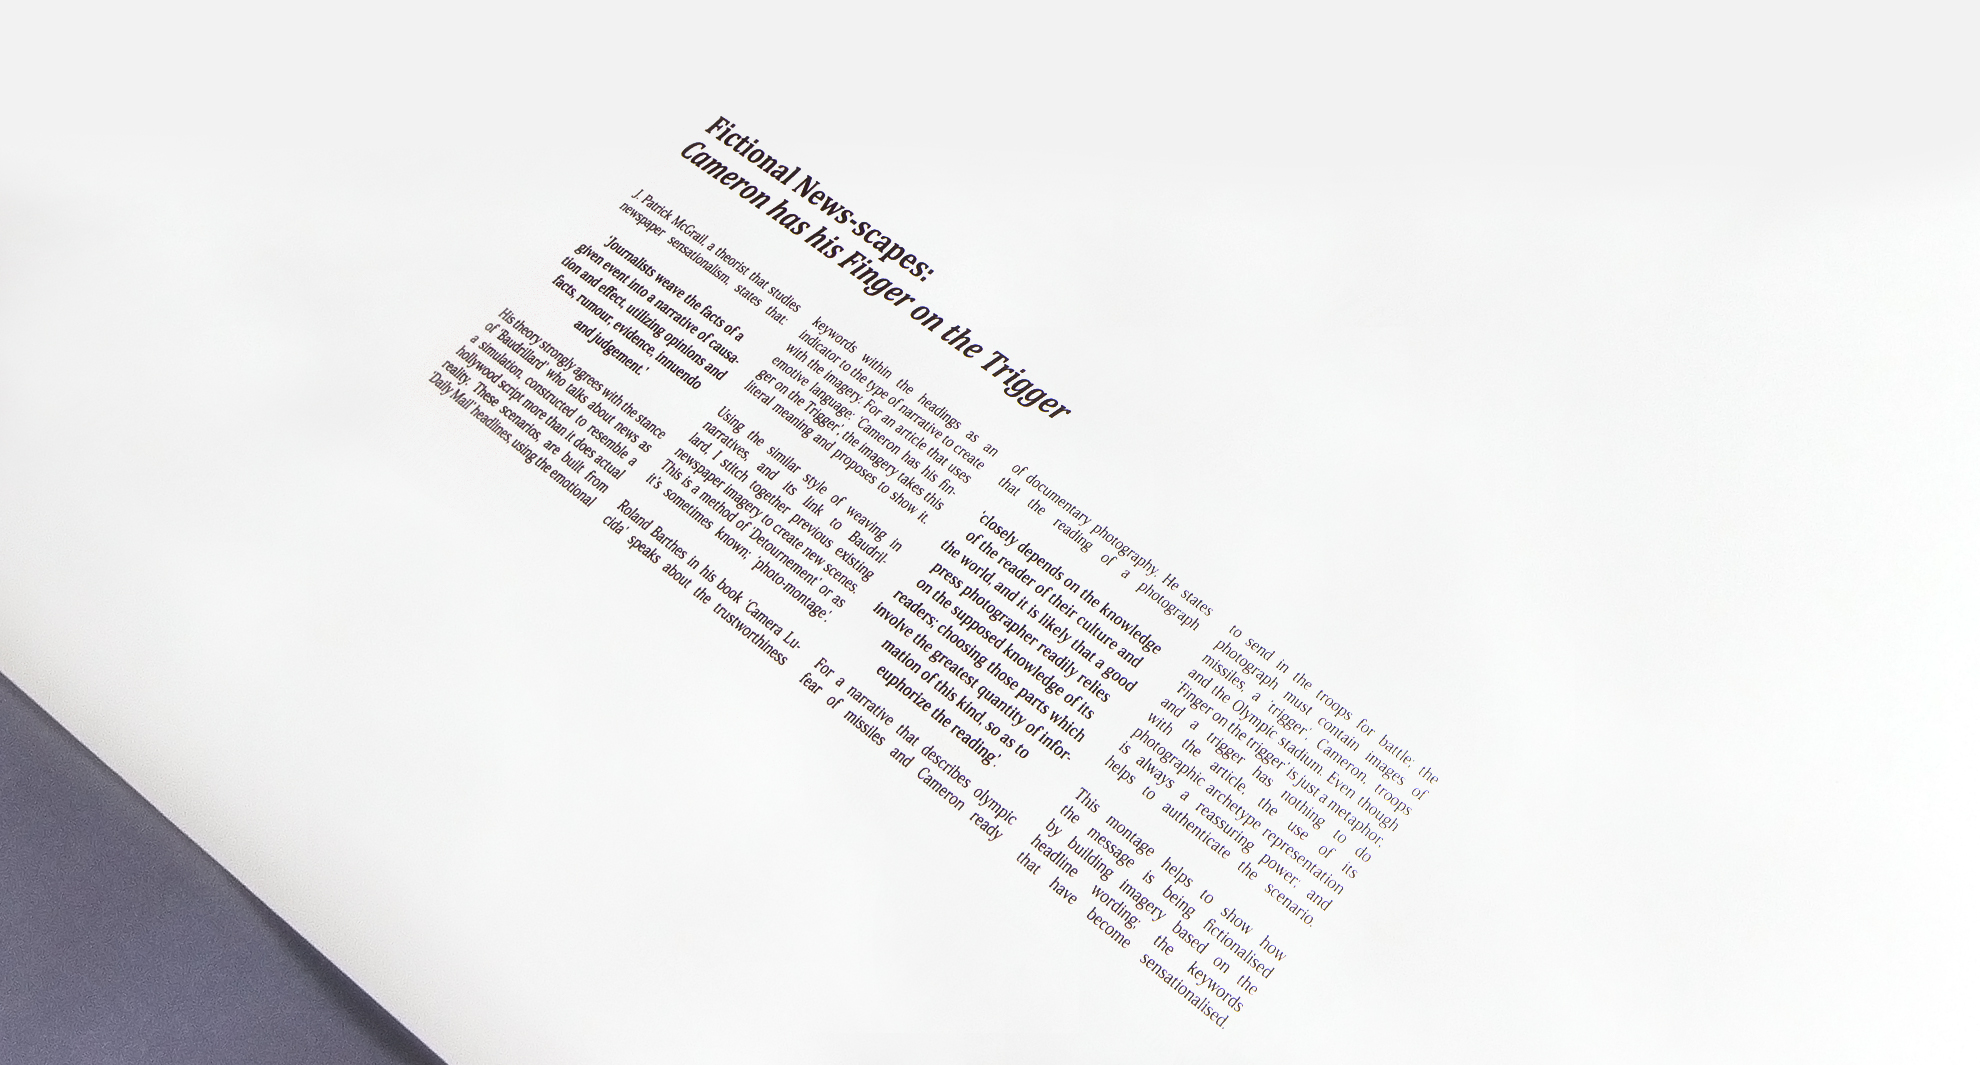 Fictional News-scapes:
Cameron has his Finger on the Trigger
J. Patrick McGrail, a theorist that studies
newspaper sensationalism, states that:
'Journalists weave the facts of a
given event into a narrative of causa-
tion and effect, utilizing opinions and
facts, rumour, evidence, innuendo
and judgement.'
His theory strongly agrees with the stance
of 'Baudrillard' who talks about news as
a simulation, constructed to resemble a
hollywood script more than it does actual
reality. These scenarios, are built from
'Daily Mail' headlines, using the emotional
keywords within the headings as an
indicator to the type of narrative to create
with the imagery. For an article that uses
emotive language; 'Cameron has his fin-
ger on the Trigger', the imagery takes this
literal meaning and proposes to show it.
Using the similar style of weaving in
narratives, and its link to Baudril-
lard, I stitch together previous existing
newspaper imagery to create new scenes.
This is a method of 'Detournement' or as
it's sometimes known; 'photo-montage'.
Roland Barthes in his book 'Camera Lu-
cida' speaks about the trustworthiness
of documentary photography. He states
that the reading of a photograph
'closely depends on the knowledge
of the reader of their culture and
the world, and it is likely that a good
press photographer readily relies
on the supposed knowledge of its
readers; choosing those parts which
involve the greatest quantity of infor-
mation of this kind, so as to
euphorize the reading'.
For a narrative that describes olympic
fear of missiles and Cameron ready
to send in the troops for battle; the
photograph must contain images of
missiles, a 'trigger', Cameron, troops
and the Olympic stadium. Even though
'Finger on the trigger' is just a metaphor,
and a trigger has nothing to do
with the article, the use of its
photographic archetype representation
is always a reassuring power; and
helps to authenticate the scenario.
This montage helps to show how
the message is being fictionalised
by building imagery based on the
headline wording; the keywords
that have become sensationalised.